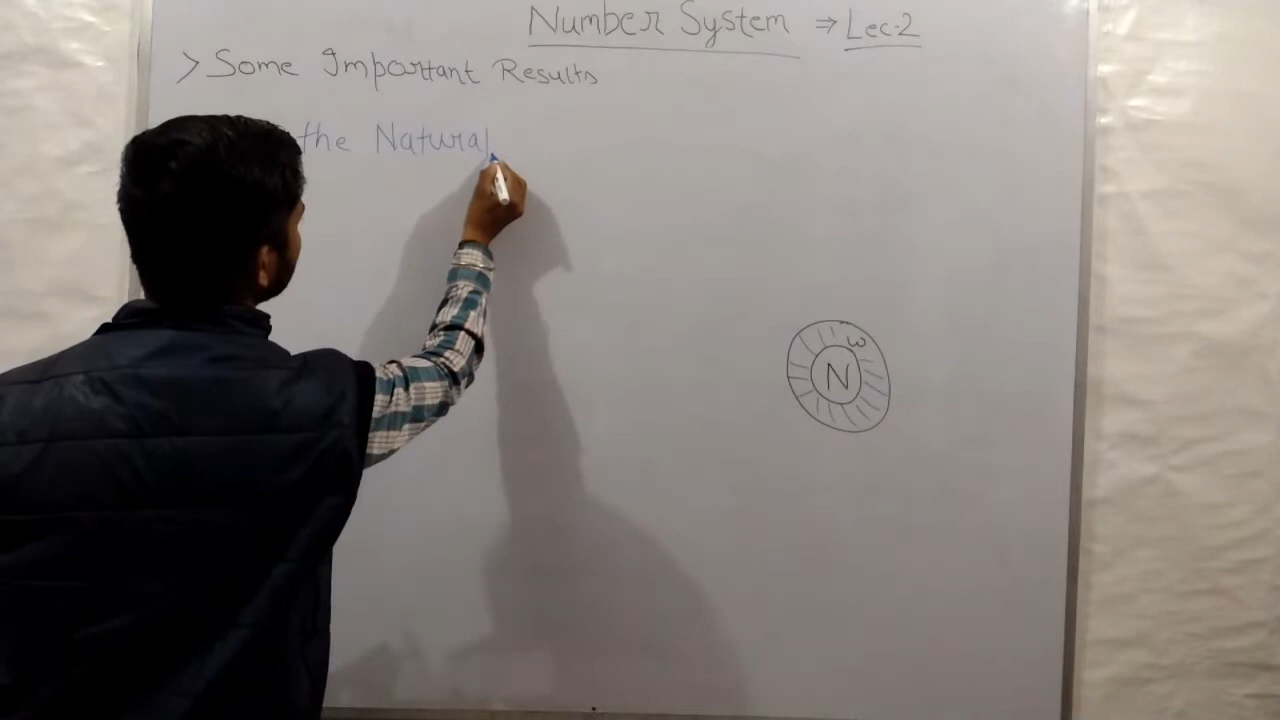 Number System ⇒ Lec-2
> Some Important Results
the Natural
W
N